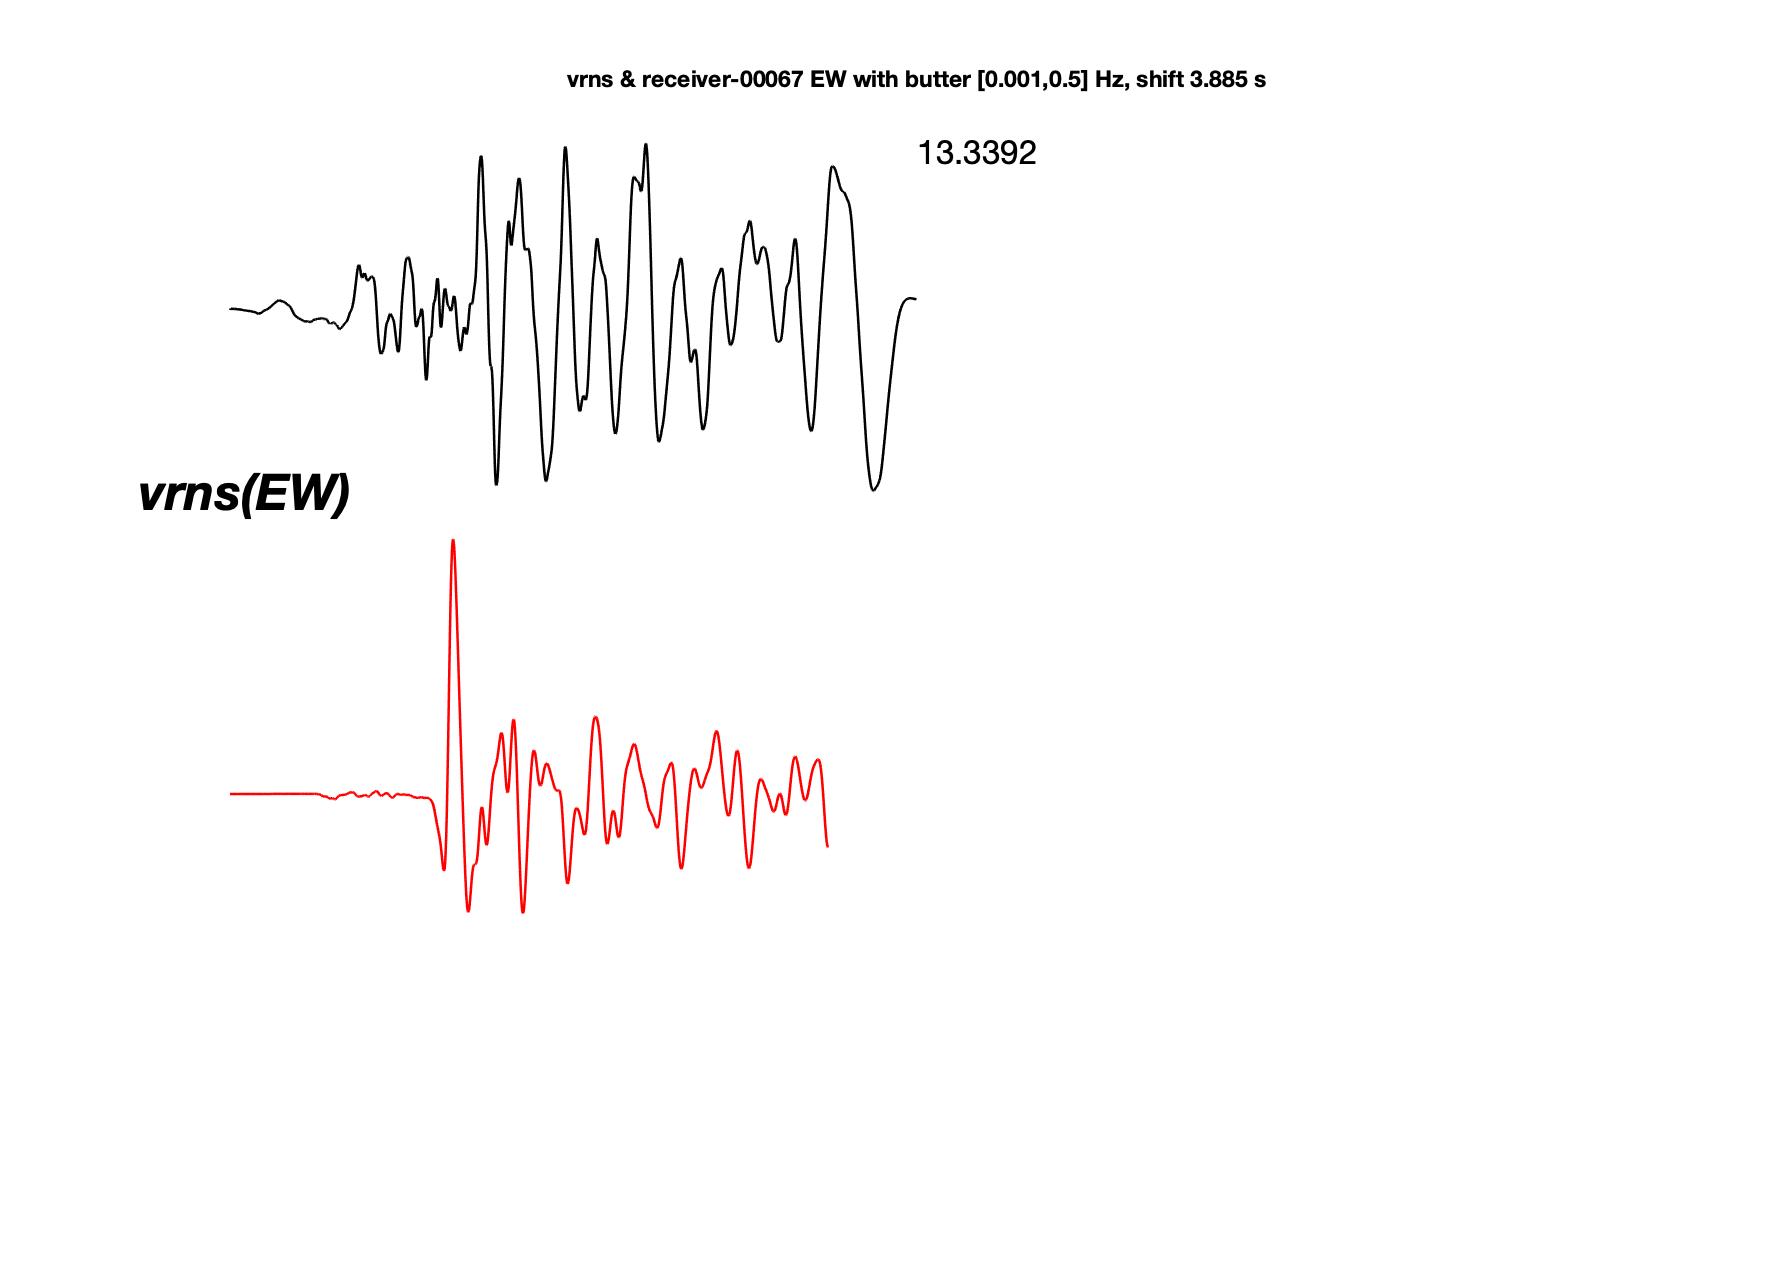 vrns & receiver-00067 EW with butter [0.001,0.5] Hz, shift 3.885 s
13.3392
vrns(EW)